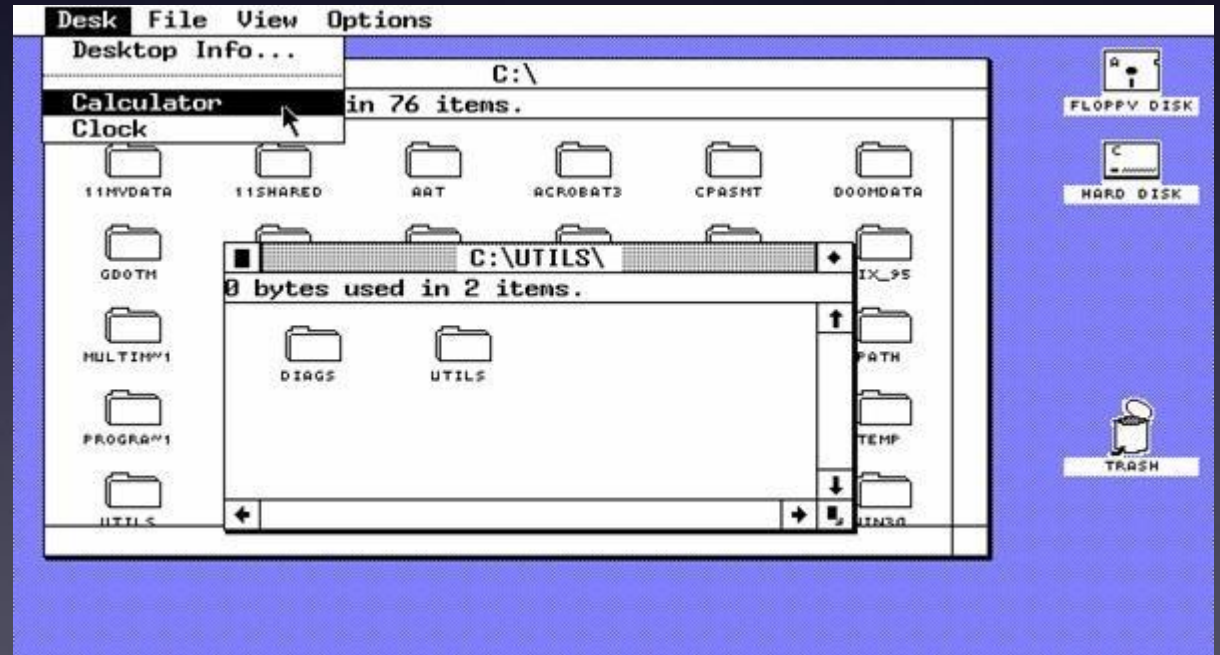 Desk File View Options
Desktop Info...
Calculator
Clock
C:\
in 76 items.
11MVDATA 11SHARED AAT ACROBAT3 CPASMT DOOMDATA
GDOTM IX_95
MULTIM~1 PATH
PROGRA~1 TEMP
UTILS WIN30
C:\UTILS\
0 bytes used in 2 items.
DIAGS UTILS
A
FLOPPY DISK
C
HARD DISK
TRASH